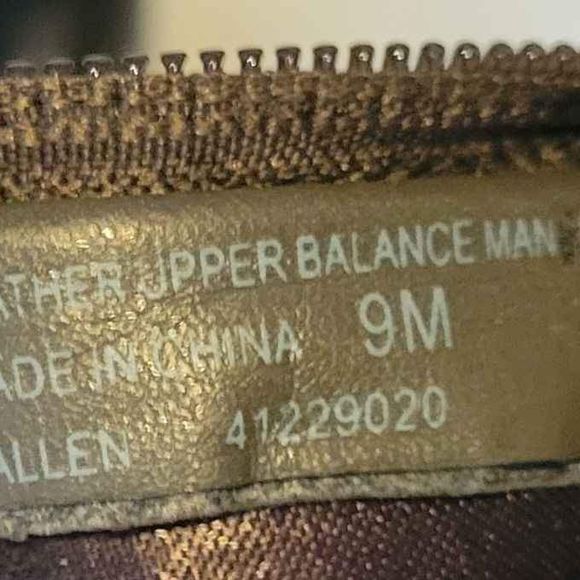 ATHER UPPER BALANCE MAN
ADE IN CHINA 9M
ALLEN 41229020